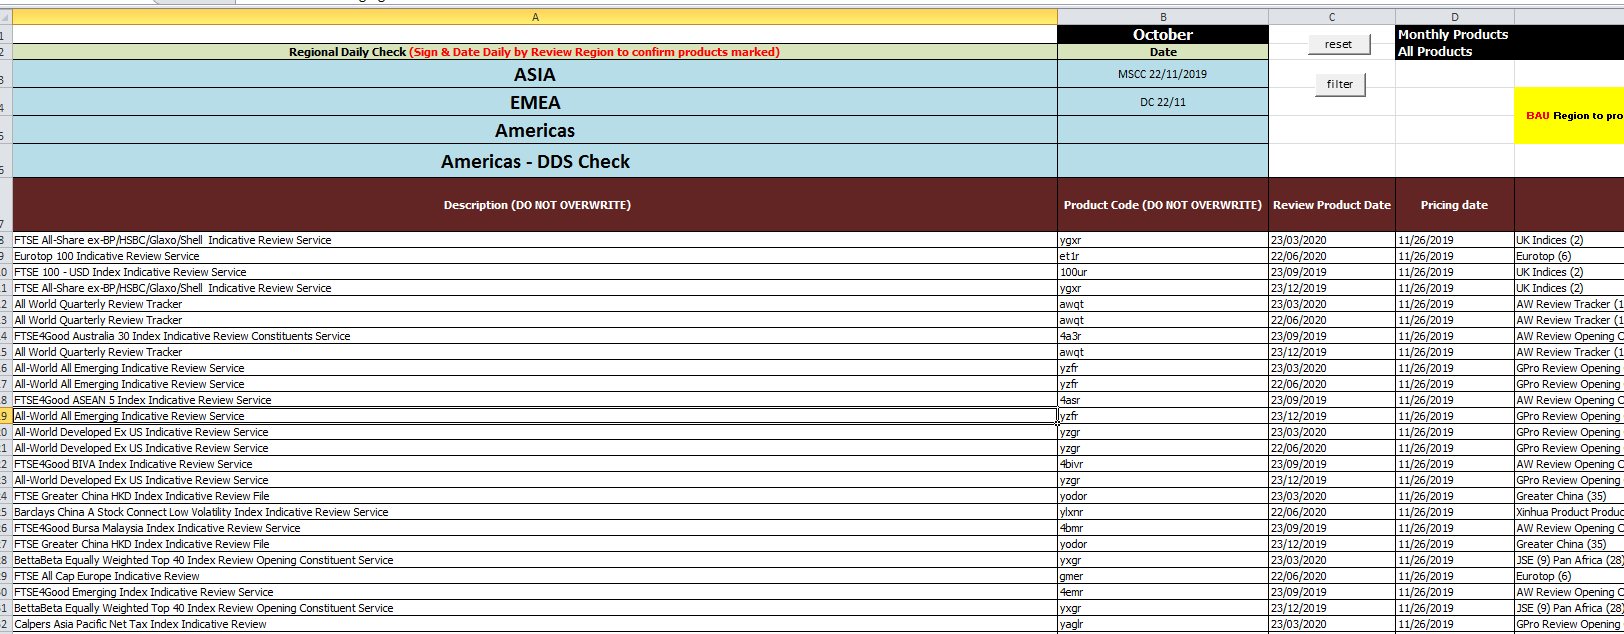 A B C D
1 October Monthly Products
2 Regional Daily Check (Sign & Date Daily by Review Region to confirm products marked) Date reset All Products
3 ASIA MSCC 22/11/2019 filter
4 EMEA DC 22/11
BAU Region to pro
5 Americas
6 Americas - DDS Check
7 Description (DO NOT OVERWRITE) Product Code (DO NOT OVERWRITE) Review Product Date Pricing date
8 FTSE All-Share ex-BP/HSBC/Glaxo/Shell Indicative Review Service ygxr 23/03/2020 11/26/2019 UK Indices (2)
9 Eurotop 100 Indicative Review Service et1r 22/06/2020 11/26/2019 Eurotop (6)
0 FTSE 100 - USD Index Indicative Review Service 100ur 23/09/2019 11/26/2019 UK Indices (2)
1 FTSE All-Share ex-BP/HSBC/Glaxo/Shell Indicative Review Service ygxr 23/12/2019 11/26/2019 UK Indices (2)
2 All World Quarterly Review Tracker awqt 23/03/2020 11/26/2019 AW Review Tracker (1
3 All World Quarterly Review Tracker awqt 22/06/2020 11/26/2019 AW Review Tracker (1
4 FTSE4Good Australia 30 Index Indicative Review Constituents Service 4a3r 23/09/2019 11/26/2019 AW Review Opening C
5 All World Quarterly Review Tracker awqt 23/12/2019 11/26/2019 AW Review Tracker (1
6 All-World All Emerging Indicative Review Service yzfr 23/03/2020 11/26/2019 GPro Review Opening
7 All-World All Emerging Indicative Review Service yzfr 22/06/2020 11/26/2019 GPro Review Opening
8 FTSE4Good ASEAN 5 Index Indicative Review Service 4asr 23/09/2019 11/26/2019 AW Review Opening C
9 All-World All Emerging Indicative Review Service yzfr 23/12/2019 11/26/2019 GPro Review Opening
0 All-World Developed Ex US Indicative Review Service yzgr 23/03/2020 11/26/2019 GPro Review Opening
1 All-World Developed Ex US Indicative Review Service yzgr 22/06/2020 11/26/2019 GPro Review Opening
2 FTSE4Good BIVA Index Indicative Review Service 4bivr 23/09/2019 11/26/2019 AW Review Opening C
3 All-World Developed Ex US Indicative Review Service yzgr 23/12/2019 11/26/2019 GPro Review Opening
4 FTSE Greater China HKD Index Indicative Review File yodor 23/03/2020 11/26/2019 Greater China (35)
5 Barclays China A Stock Connect Low Volatility Index Indicative Review Service ylxnr 22/06/2020 11/26/2019 Xinhua Product Produc
6 FTSE4Good Bursa Malaysia Index Indicative Review Service 4bmr 23/09/2019 11/26/2019 AW Review Opening C
7 FTSE Greater China HKD Index Indicative Review File yodor 23/12/2019 11/26/2019 Greater China (35)
8 BettaBeta Equally Weighted Top 40 Index Review Opening Constituent Service yxgr 23/03/2020 11/26/2019 JSE (9) Pan Africa (28)
9 FTSE All Cap Europe Indicative Review gmer 22/06/2020 11/26/2019 Eurotop (6)
0 FTSE4Good Emerging Index Indicative Review Service 4emr 23/09/2019 11/26/2019 AW Review Opening C
1 BettaBeta Equally Weighted Top 40 Index Review Opening Constituent Service yxgr 23/12/2019 11/26/2019 JSE (9) Pan Africa (28)
2 Calpers Asia Pacific Net Tax Index Indicative Review yaglr 23/03/2020 11/26/2019 GPro Review Opening